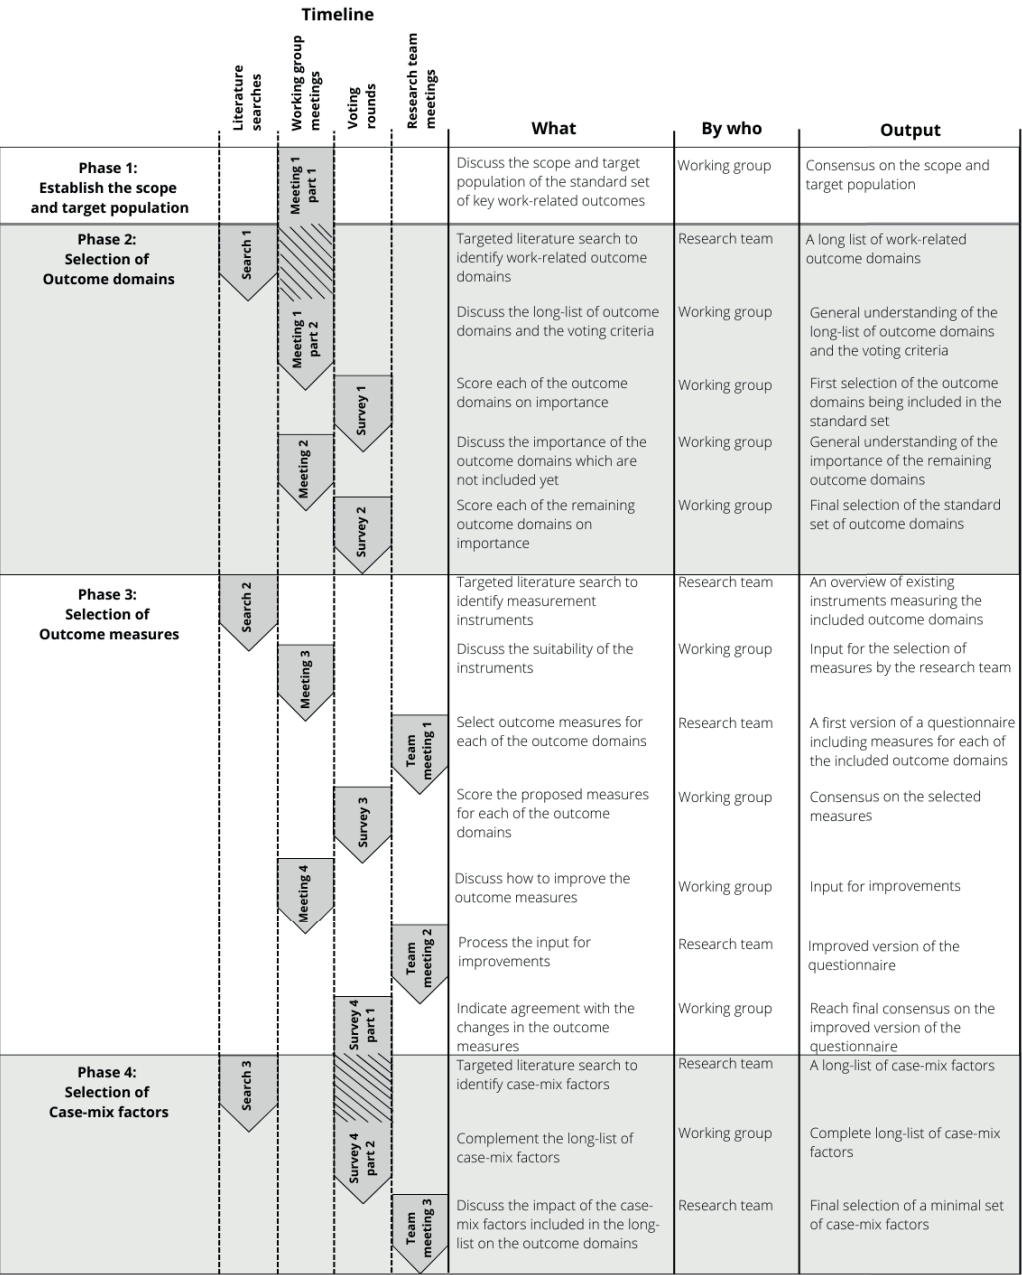 Timeline
Literature
searches
Working group
meetings
Voting
rounds
Research team
meetings
What
By who
Output
Phase 1:
Establish the scope
and target population
Meeting 1
part 1
Discuss the scope and target
population of the standard set
of key work-related outcomes
Working group
Consensus on the scope and
target population
Phase 2:
Selection of
Outcome domains
Search 1
Targeted literature search to
identify work-related outcome
domains
Research team
A long list of work-related
outcome domains
Meeting 1
part 2
Discuss the long-list of outcome
domains and the voting criteria
Working group
General understanding of the
long-list of outcome domains
and the voting criteria
Survey 1
Score each of the outcome
domains on importance
Working group
First selection of the outcome
domains being included in the
standard set
Meeting 2
Discuss the importance of the
outcome domains which are
not included yet
Working group
General understanding of the
importance of the remaining
outcome domains
Survey 2
Score each of the remaining
outcome domains on
importance
Working group
Final selection of the standard
set of outcome domains
Phase 3:
Selection of
Outcome measures
Search 2
Targeted literature search to
identify measurement
instruments
Research team
An overview of existing
instruments measuring the
included outcome domains
Meeting 3
Discuss the suitability of the
instruments
Working group
Input for the selection of
measures by the research team
Team
meeting 1
Select outcome measures for
each of the outcome domains
Research team
A first version of a questionnaire
including measures for each of
the included outcome domains
Survey 3
Score the proposed measures
for each of the outcome
domains
Working group
Consensus on the selected
measures
Meeting 4
Discuss how to improve the
outcome measures
Working group
Input for improvements
Team
meeting 2
Process the input for
improvements
Research team
Improved version of the
questionnaire
Survey 4
part 1
Indicate agreement with the
changes in the outcome
measures
Working group
Reach final consensus on the
improved version of the
questionnaire
Phase 4:
Selection of
Case-mix factors
Search 3
Targeted literature search to
identify case-mix factors
Research team
A long-list of case-mix factors
Survey 4
part 2
Complement the long-list of
case-mix factors
Working group
Complete long-list of case-mix
factors
Team
meeting 3
Discuss the impact of the case-
mix factors included in the long-
list on the outcome domains
Research team
Final selection of a minimal set
of case-mix factors